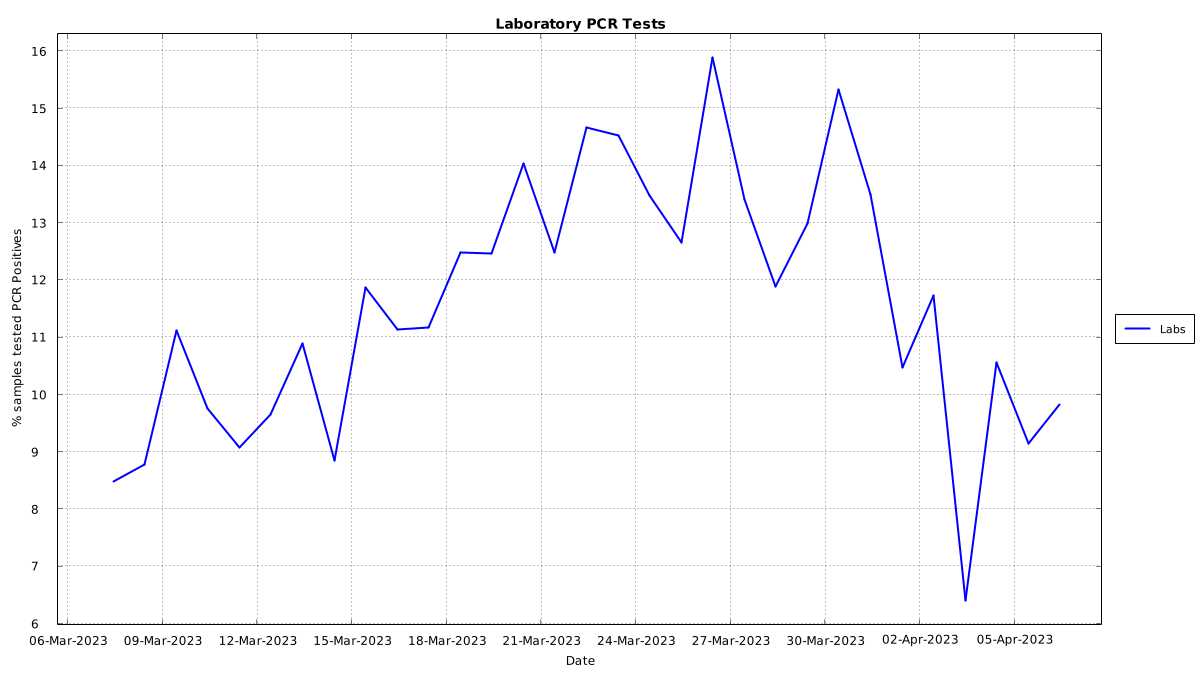 Laboratory PCR Tests
16
15
14
13
12
11
10
9
8
7
6
% samples tested PCR Positives
06-Mar-2023 09-Mar-2023 12-Mar-2023 15-Mar-2023 18-Mar-2023 21-Mar-2023 24-Mar-2023 27-Mar-2023 30-Mar-2023 02-Apr-2023 05-Apr-2023
Date
Labs